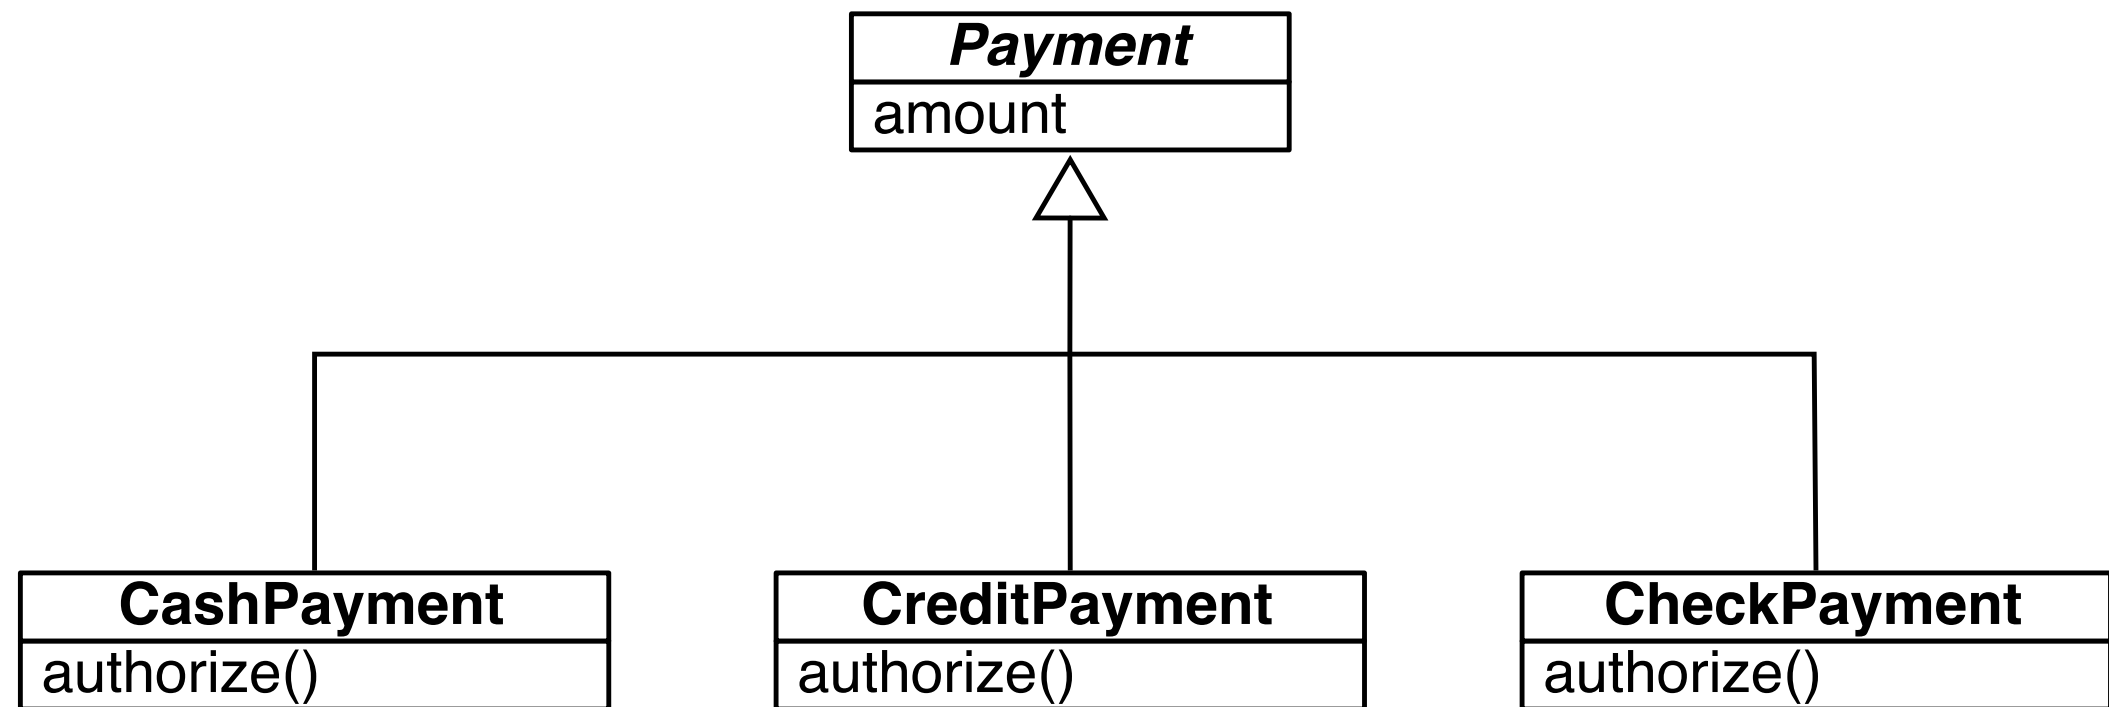 Payment
amount
CashPayment
authorize()
CreditPayment
authorize()
CheckPayment
authorize()